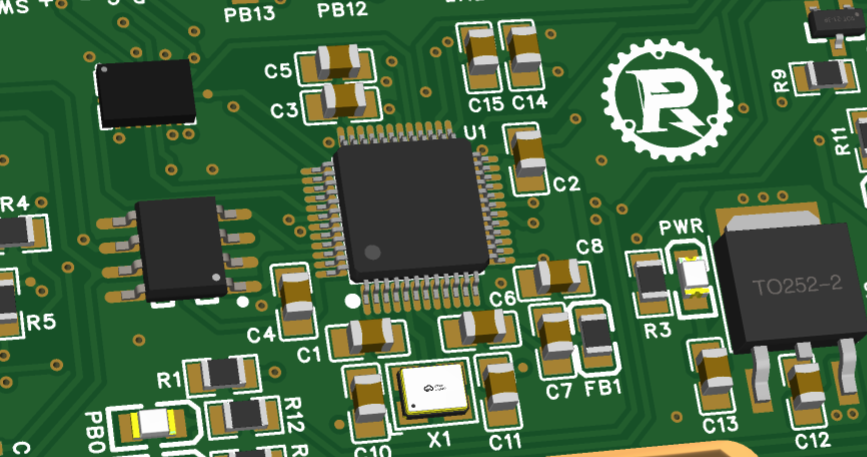 SW
PB13
PB12
C5
C3
C15
C14
U1
R9
R11
C2
R4
PWR
C8
TO252-2
R5
C4
C6
R3
C1
R1
C7
FB1
PB0
R12
C10
X1
C11
C13
C12